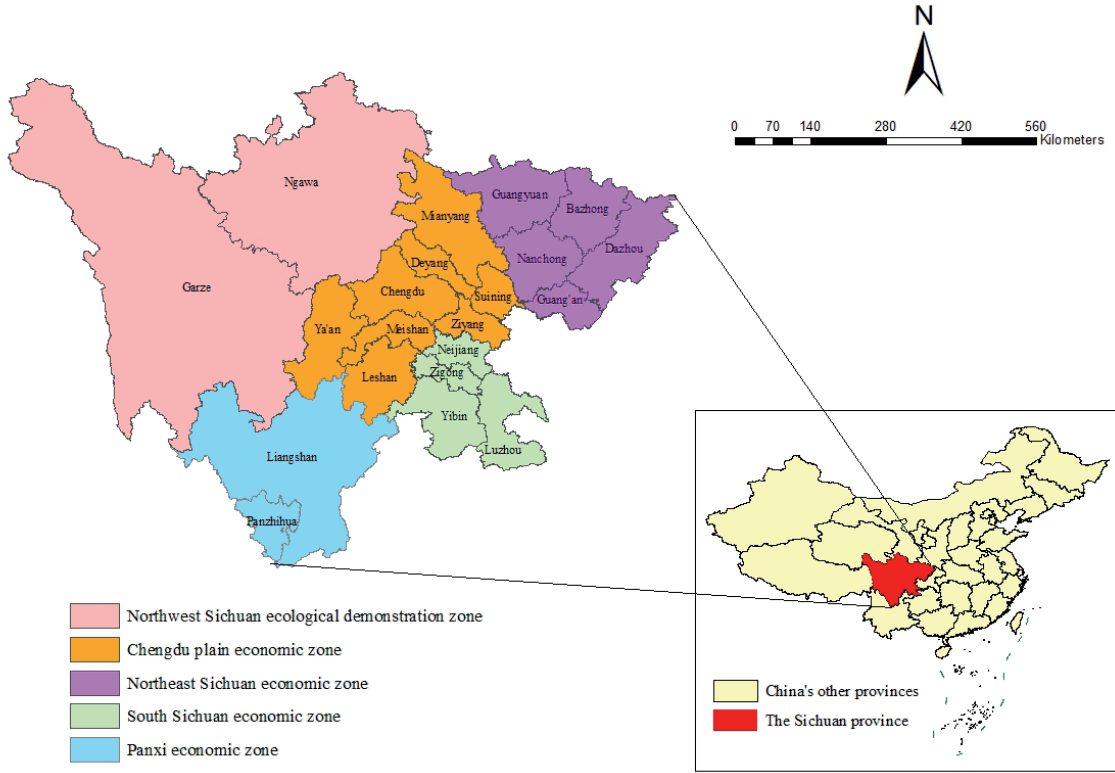 N
0 70 140 280 420 560
Kilometers
Ngawa
Guangyuan
Bazhong
Mianyang
Dazhou
Nanchong
Deyang
Garze
Chengdu
Suining
Guang'an
Ya'an
Meishan
Ziyang
Neijiang
Zigong
Leshan
Yibin
Luzhou
Liangshan
Panzhihua
Northwest Sichuan ecological demonstration zone
Chengdu plain economic zone
Northeast Sichuan economic zone
South Sichuan economic zone
Panxi economic zone
China's other provinces
The Sichuan province